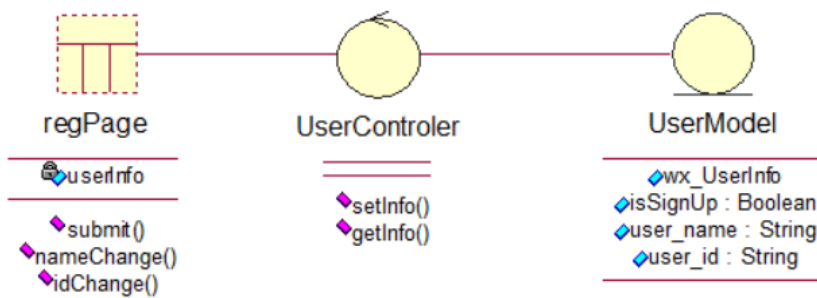 regPage
userInfo
submit()
nameChange()
idChange()
UserControler
setInfo()
getInfo()
UserModel
wx_UserInfo
isSignUp : Boolean
user_name : String
user_id : String